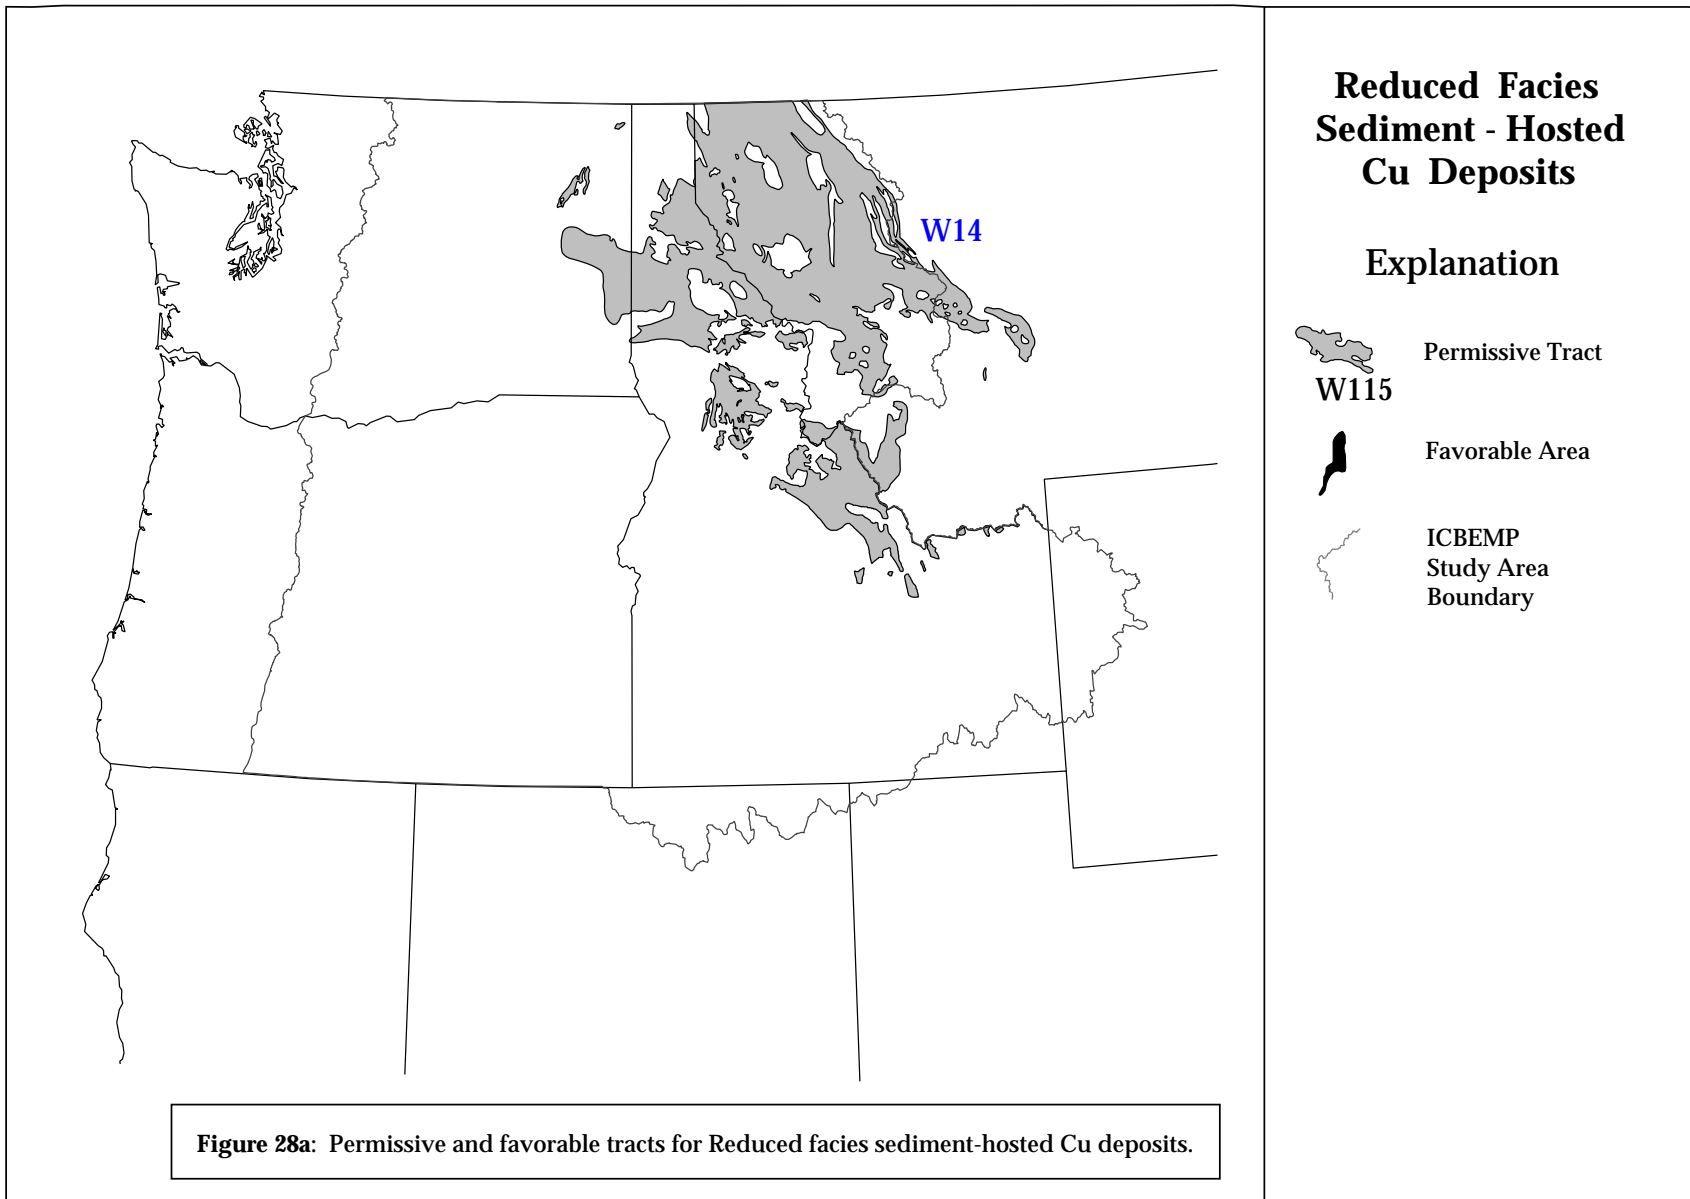 Reduced Facies
Sediment - Hosted
Cu Deposits
Explanation
Permissive Tract
W115
Favorable Area
ICBEMP
Study Area
Boundary
W14
Figure 28a: Permissive and favorable tracts for Reduced facies sediment-hosted Cu deposits.